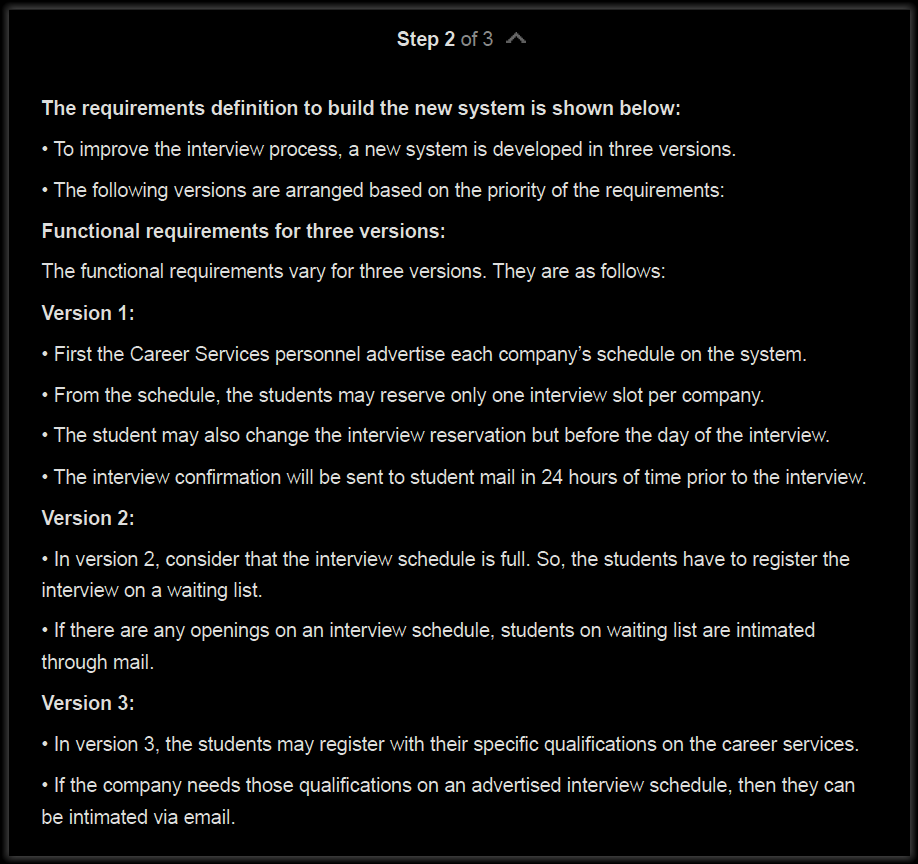 Step 2 of 3
The requirements definition to build the new system is shown below:
• To improve the interview process, a new system is developed in three versions.
• The following versions are arranged based on the priority of the requirements:
Functional requirements for three versions:
The functional requirements vary for three versions. They are as follows:
Version 1:
• First the Career Services personnel advertise each company’s schedule on the system.
• From the schedule, the students may reserve only one interview slot per company.
• The student may also change the interview reservation but before the day of the interview.
• The interview confirmation will be sent to student mail in 24 hours of time prior to the interview.
Version 2:
• In version 2, consider that the interview schedule is full. So, the students have to register the
interview on a waiting list.
• If there are any openings on an interview schedule, students on waiting list are intimated
through mail.
Version 3:
• In version 3, the students may register with their specific qualifications on the career services.
• If the company needs those qualifications on an advertised interview schedule, then they can
be intimated via email.